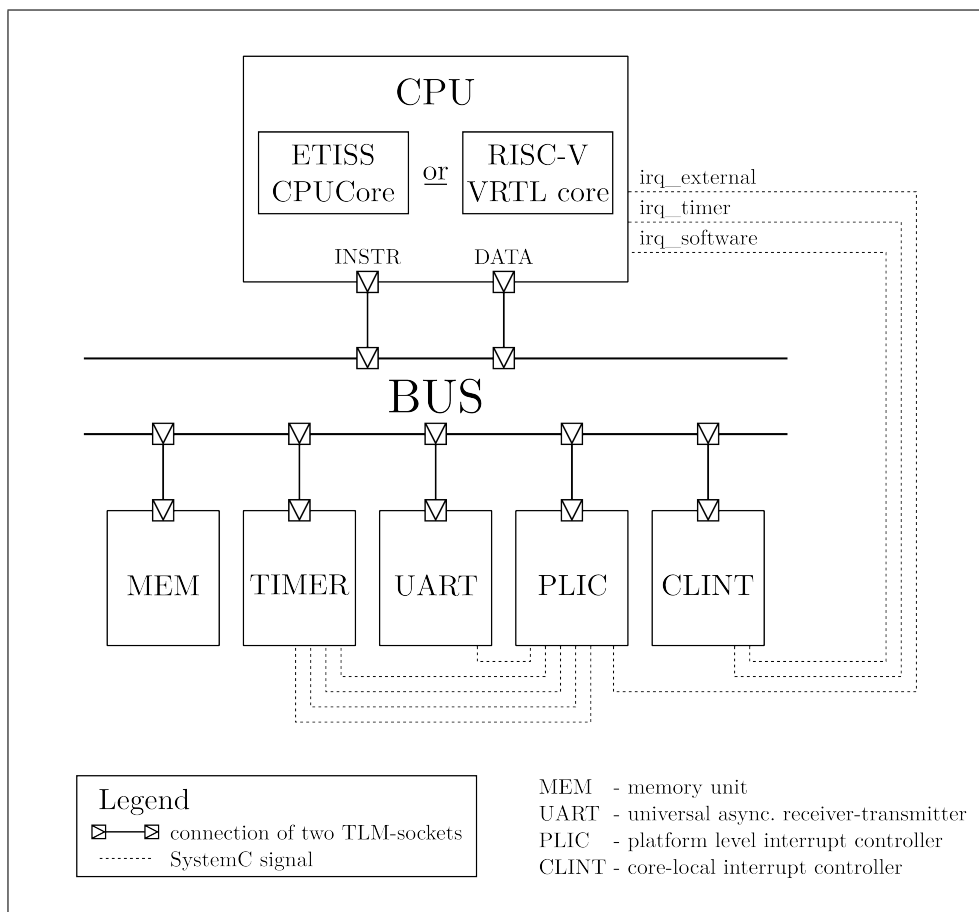 CPU
ETISS
CPUCore
or
RISC-V
VRTL core
irq_external
irq_timer
irq_software
INSTR
DATA
BUS
MEM
TIMER
UART
PLIC
CLINT
Legend
connection of two TLM-sockets
SystemC signal
MEM - memory unit
UART - universal async. receiver-transmitter
PLIC - platform level interrupt controller
CLINT - core-local interrupt controller